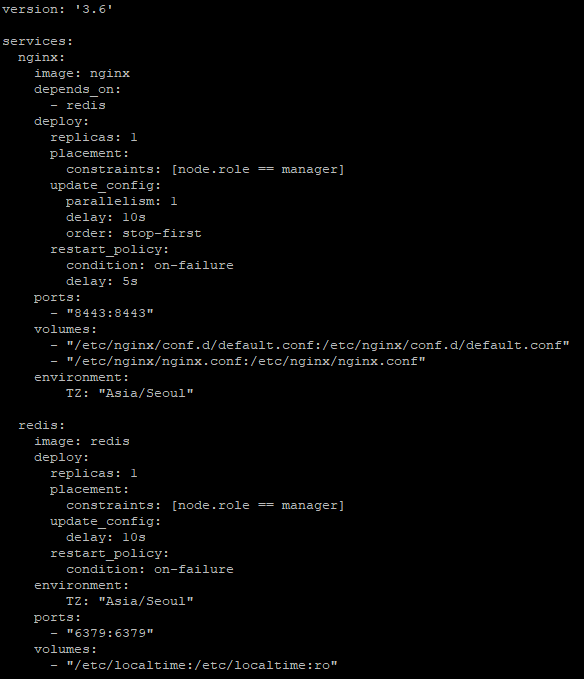 version: '3.6'

services:
  nginx:
    image: nginx
    depends_on:
      - redis
    deploy:
      replicas: 1
      placement:
        constraints: [node.role == manager]
      update_config:
        parallelism: 1
        delay: 10s
        order: stop-first
      restart_policy:
        condition: on-failure
        delay: 5s
    ports:
      - "8443:8443"
    volumes:
      - "/etc/nginx/conf.d/default.conf:/etc/nginx/conf.d/default.conf"
      - "/etc/nginx/nginx.conf:/etc/nginx/nginx.conf"
    environment:
        TZ: "Asia/Seoul"

  redis:
    image: redis
    deploy:
      replicas: 1
      placement:
        constraints: [node.role == manager]
      update_config:
        delay: 10s
      restart_policy:
        condition: on-failure
    environment:
        TZ: "Asia/Seoul"
    ports:
      - "6379:6379"
    volumes:
      - "/etc/localtime:/etc/localtime:ro"